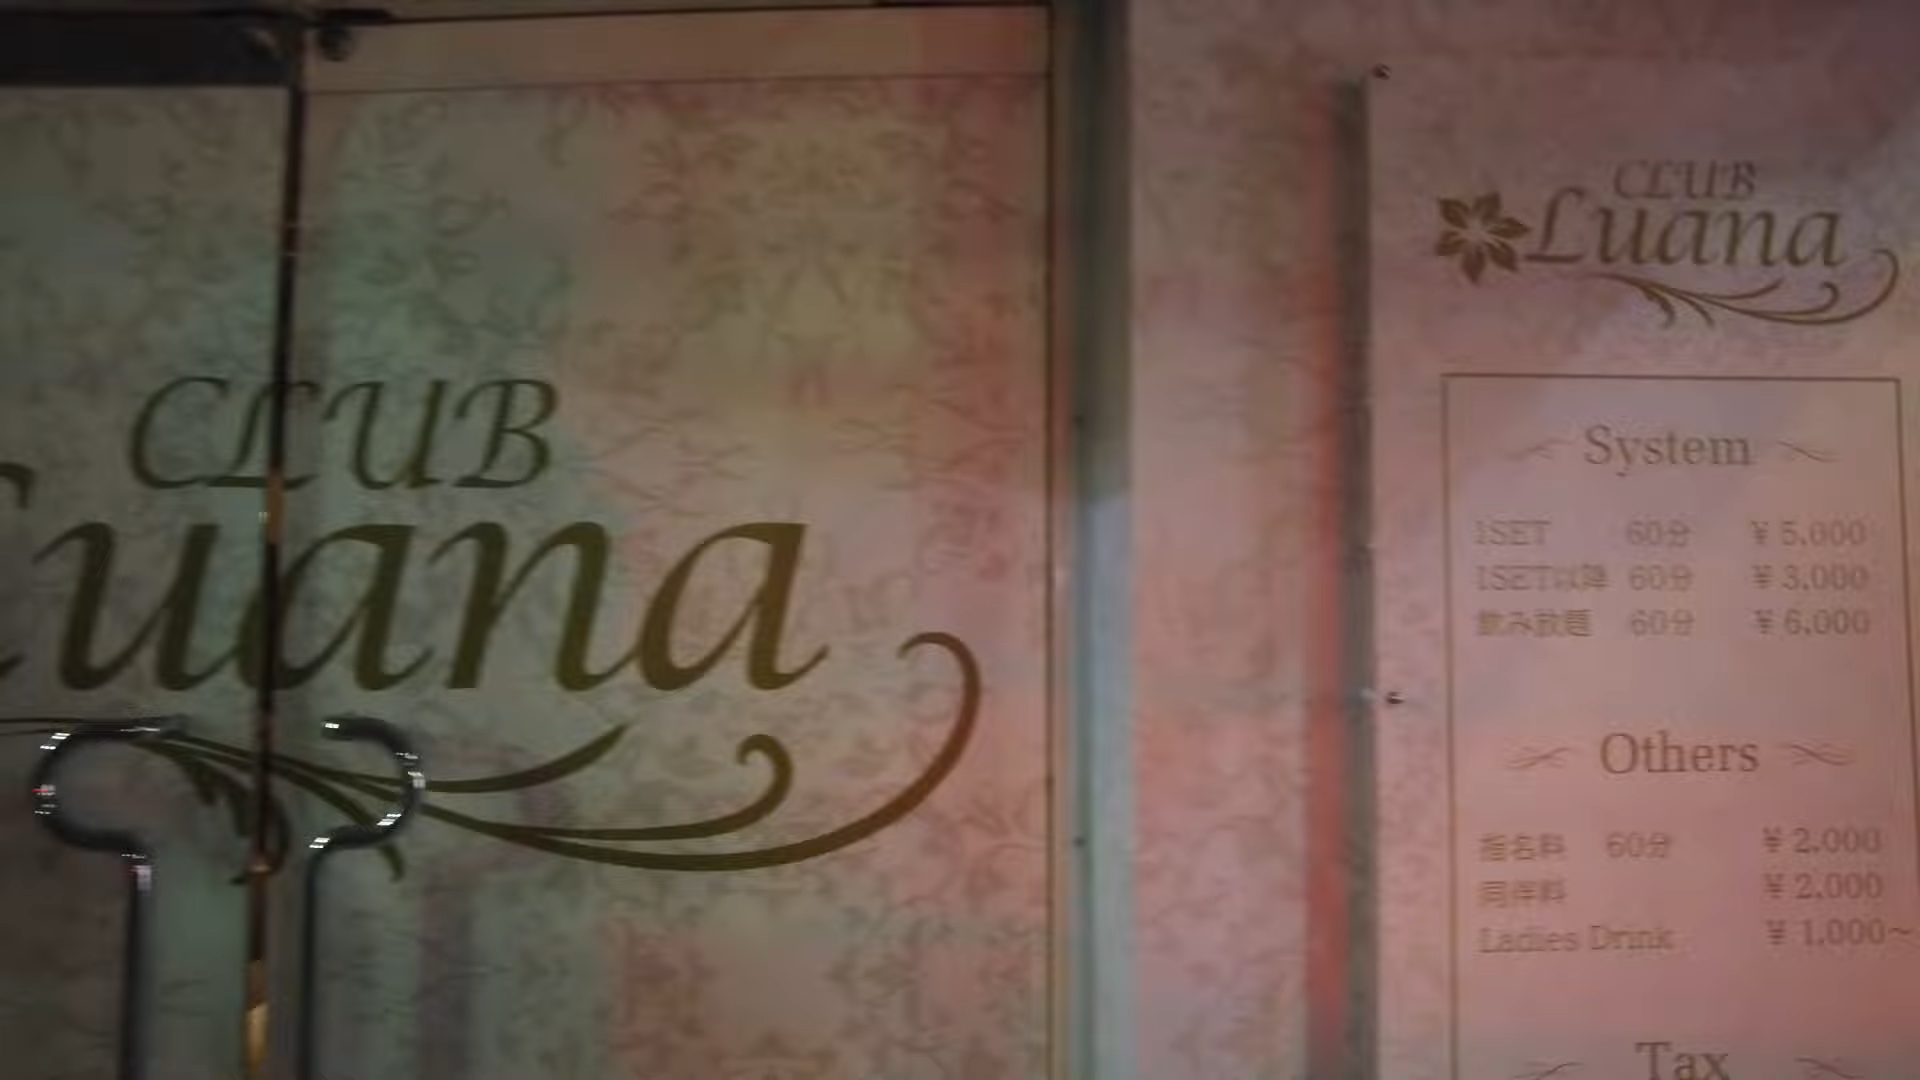 CLUB
Luana
CLUB
Luana
System
1SET 60分 ¥5,000
1SET以降 60分 ¥3,000
飲み放題 60分 ¥6,000
Others
指名料 60分 ¥2,000
同伴料 ¥2,000
Ladies Drink ¥1,000~
Tax